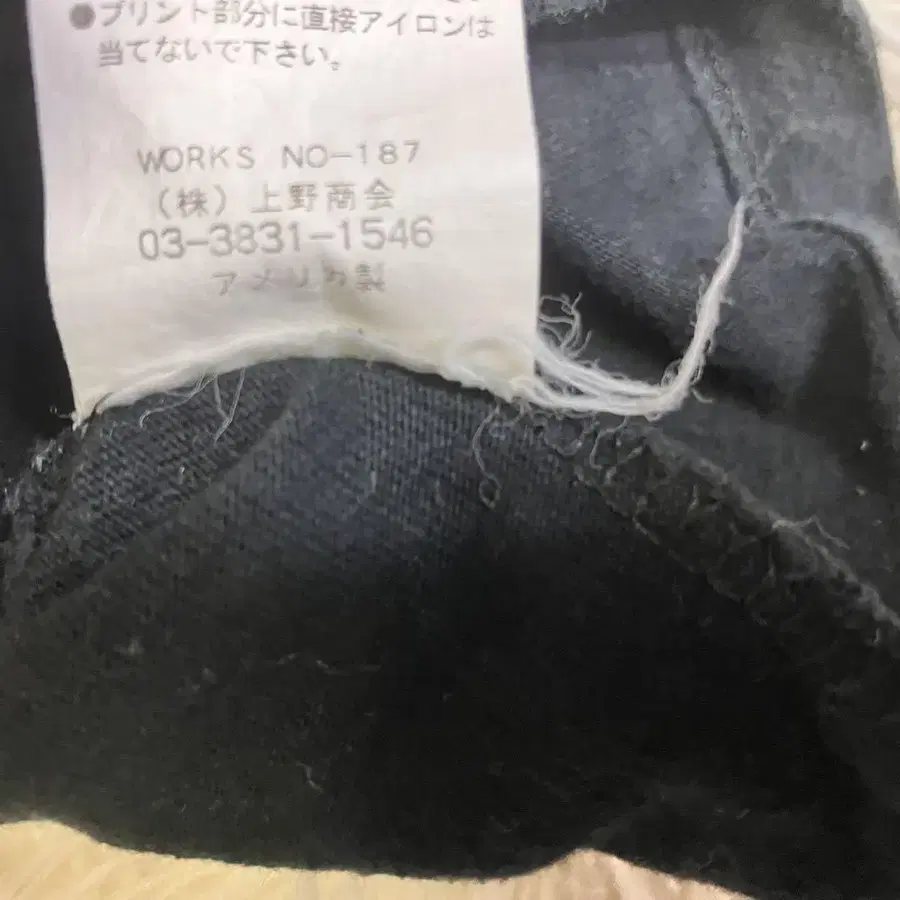 ●プリント部分に直接アイロンは
当てないで下さい。
WORKS NO-187
(株)上野商会
03-3831-1546
アメリカ製